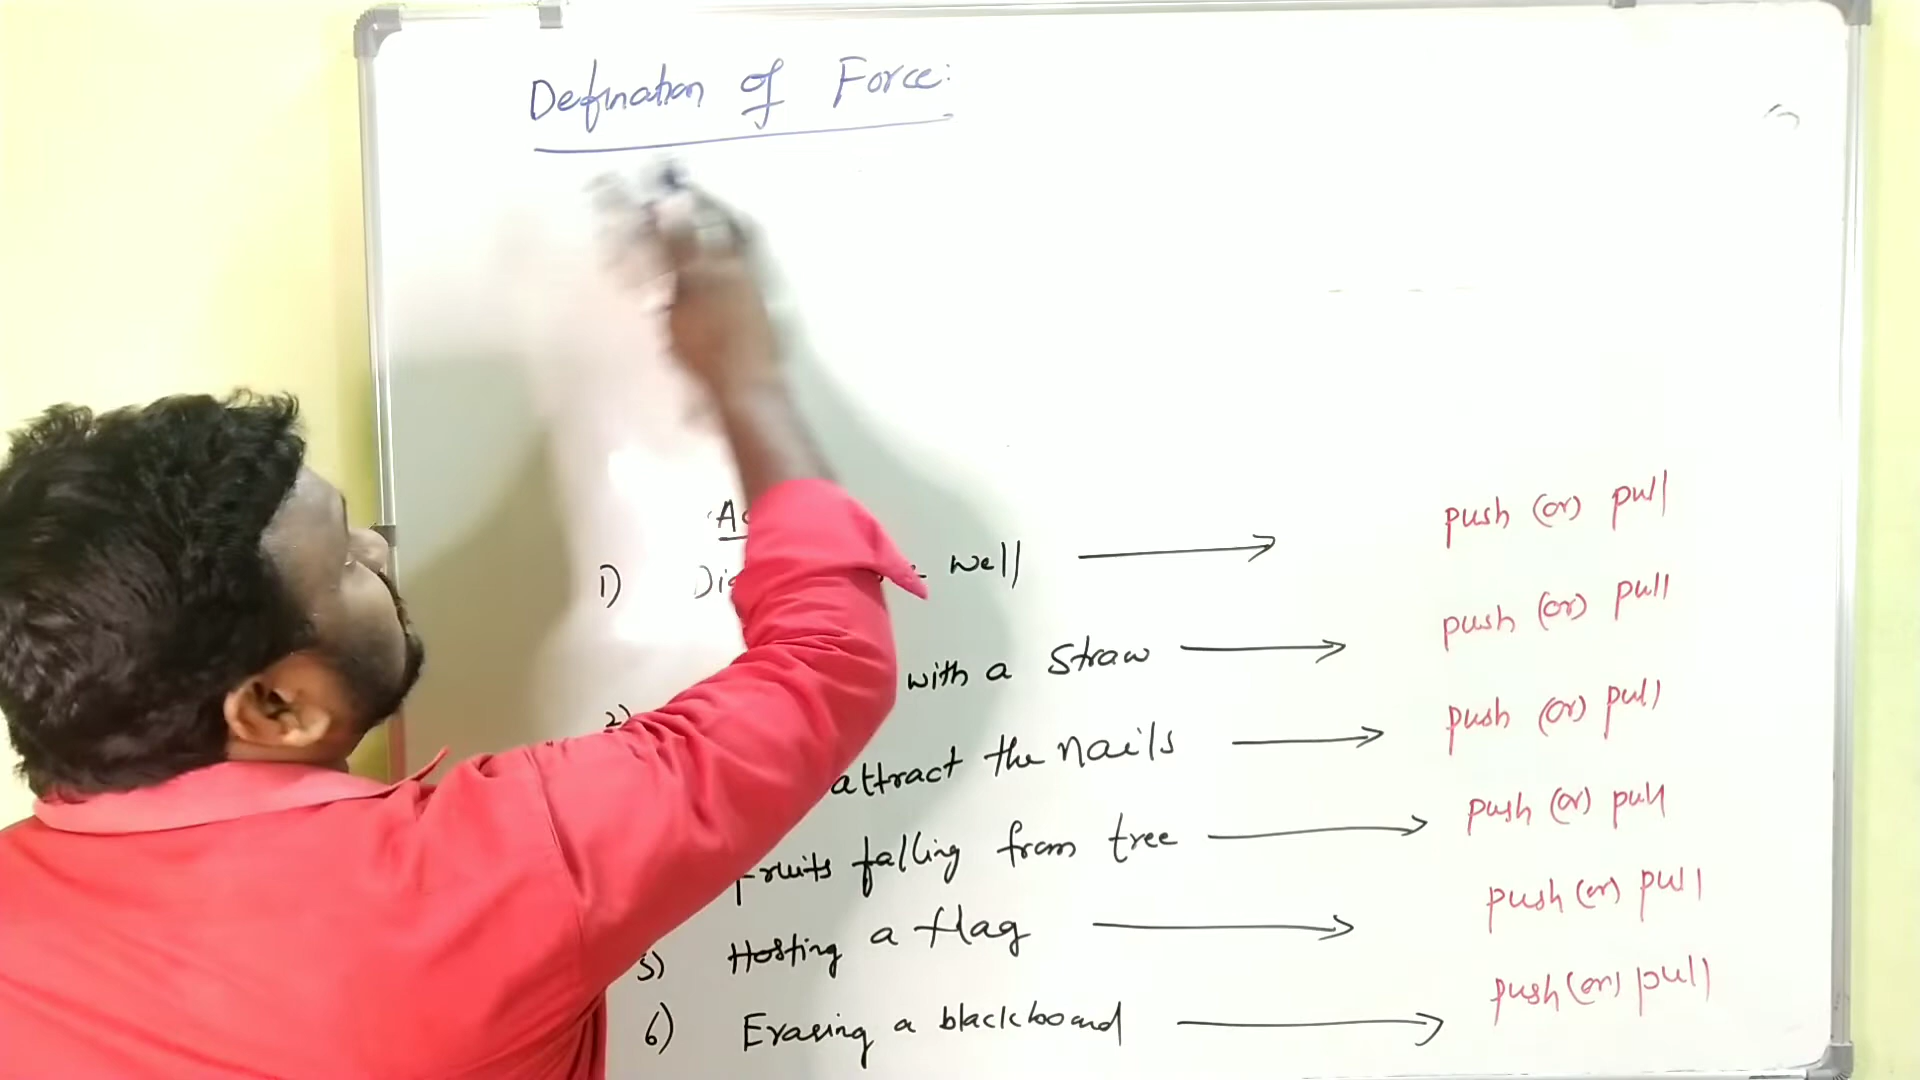 Defination of Force:
1) well push (or) pull
2) with a straw push (or) pull
attract the nails push (or) pull
fruits falling from tree push (or) pull
5) Hosting a flag push (or) pull
6) Erasing a blackboard push (or) pull